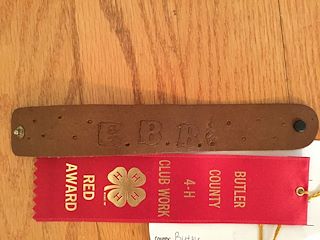 E.B.B.
BUTLER
COUNTY
4-H
CLUB WORK
H H H H
RED
AWARD